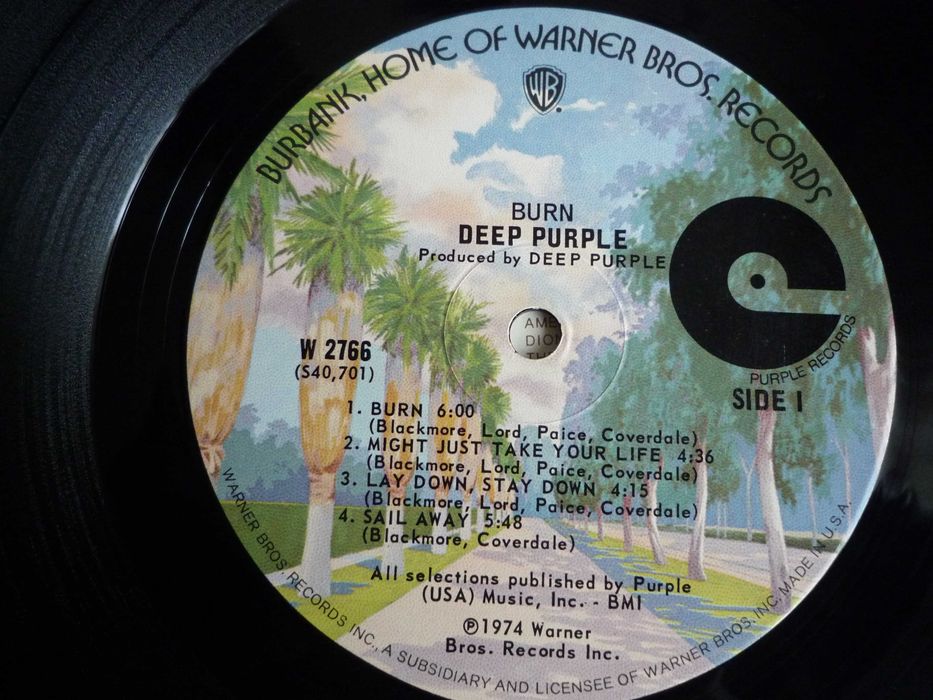 BURBANK, HOME OF WARNER BROS. RECORDS
WB
BURN
DEEP PURPLE
Produced by DEEP PURPLE
PURPLE RECORDS
W 2766
(S40,701)
SIDE 1
1. BURN 6:00
(Blackmore, Lord, Paice, Coverdale)
2. MIGHT JUST TAKE YOUR LIFE 4:36
(Blackmore, Lord, Paice, Coverdale)
3. LAY DOWN, STAY DOWN 4:15
(Blackmore, Lord, Paice, Coverdale)
4. SAIL AWAY 5:48
(Blackmore, Coverdale)
All selections published by Purple
(USA) Music, Inc. - BMI
℗1974 Warner
Bros. Records Inc.
WARNER BROS. RECORDS INC., A SUBSIDIARY AND LICENSEE OF WARNER BROS. INC. MADE IN U.S.A.